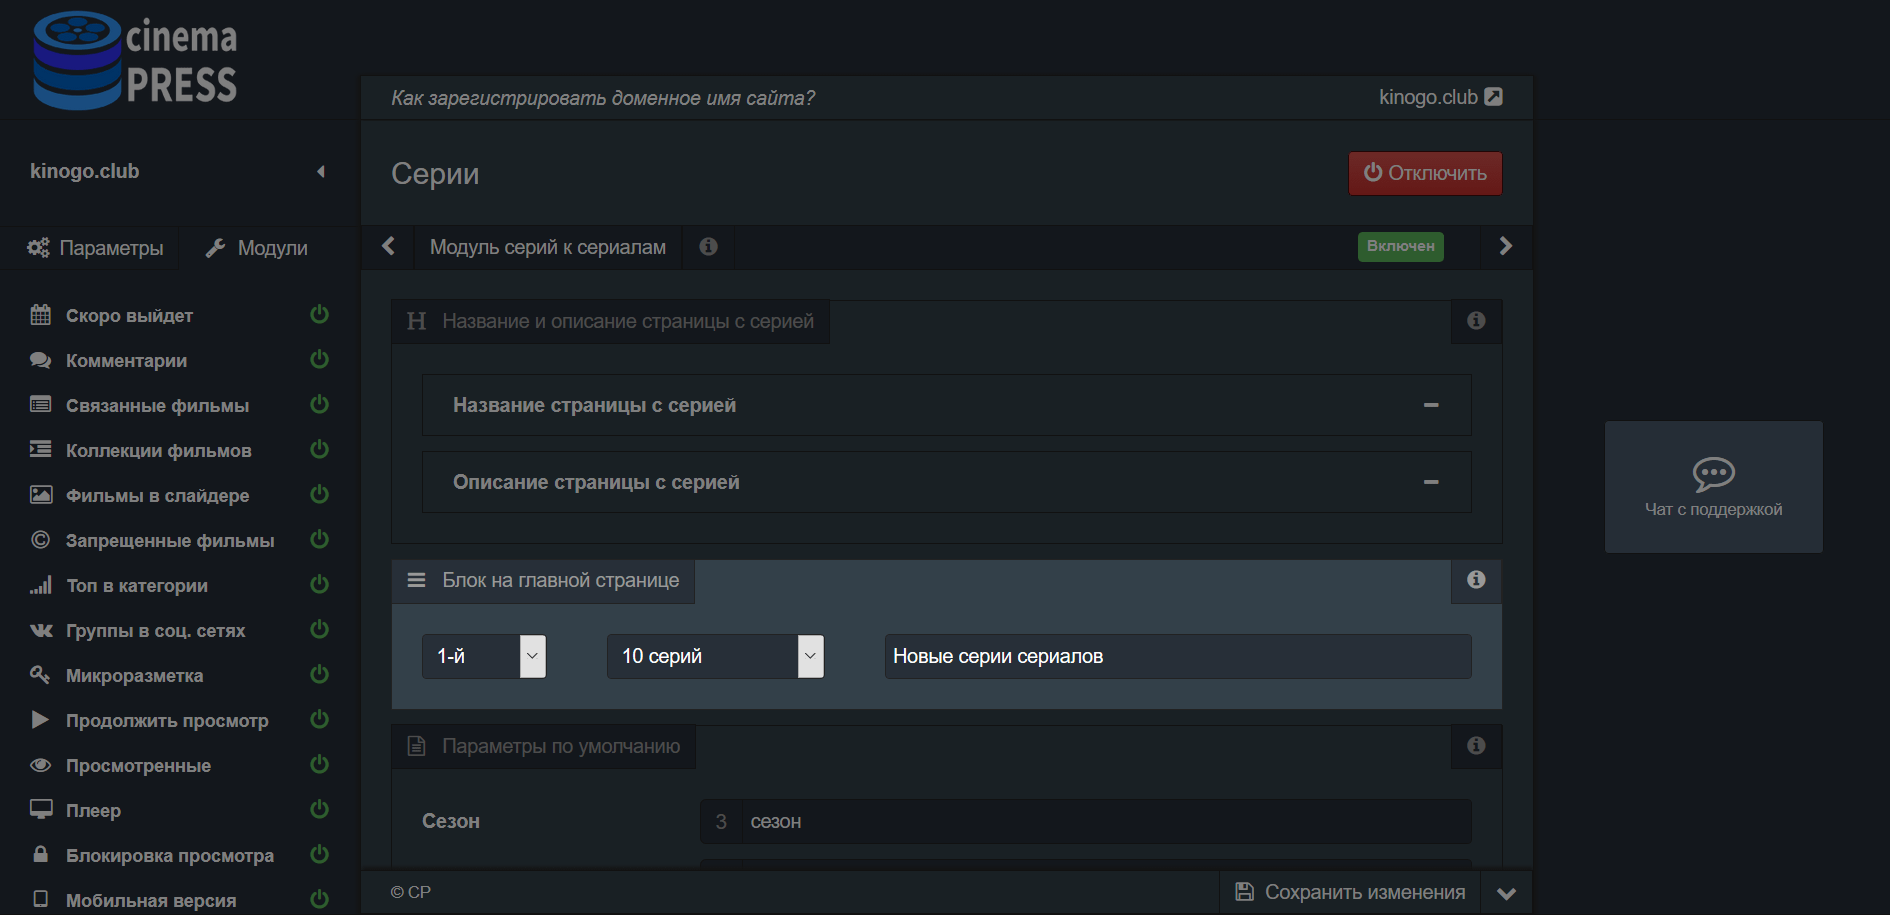 cinema
PRESS
Как зарегистрировать доменное имя сайта?
kinogo.club
kinogo.club
Серии
Отключить
Параметры
Модули
Модуль серий к сериалам
Включен
Скоро выйдет
Комментарии
Связанные фильмы
Коллекции фильмов
Фильмы в слайдере
Запрещенные фильмы
Топ в категории
Группы в соц. сетях
Микроразметка
Продолжить просмотр
Просмотренные
Плеер
Блокировка просмотра
Мобильная версия
H Название и описание страницы с серией
Название страницы с серией
Описание страницы с серией
Блок на главной странице
1-й
10 серий
Новые серии сериалов
Параметры по умолчанию
Сезон
3 сезон
© CP
Сохранить изменения
Чат с поддержкой